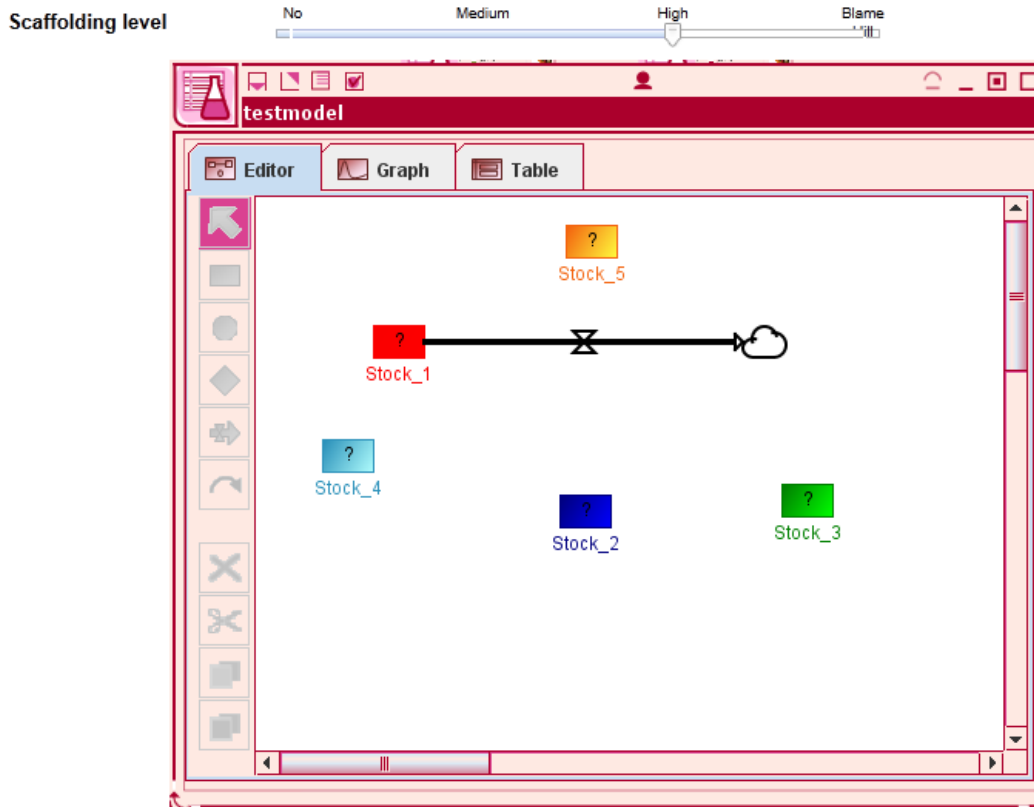 Scaffolding level
No Medium High Blame
testmodel
Editor Graph Table
?
Stock_5
?
Stock_1
?
Stock_4
?
Stock_2
?
Stock_3